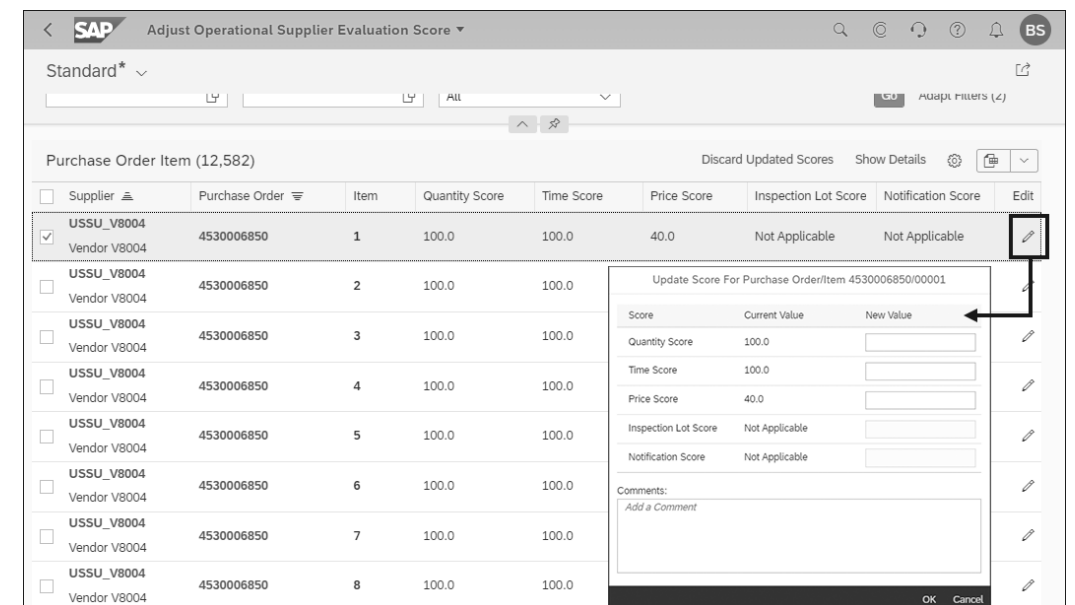 SAP Adjust Operational Supplier Evaluation Score BS
Standard*
All Go Adapt Filters (2)
Purchase Order Item (12,582) Discard Updated Scores Show Details
Supplier Purchase Order Item Quantity Score Time Score Price Score Inspection Lot Score Notification Score Edit
USSU_V8004
Vendor V8004 4530006850 1 100.0 100.0 40.0 Not Applicable Not Applicable
USSU_V8004
Vendor V8004 4530006850 2 100.0 100.0
USSU_V8004
Vendor V8004 4530006850 3 100.0 100.0
USSU_V8004
Vendor V8004 4530006850 4 100.0 100.0
USSU_V8004
Vendor V8004 4530006850 5 100.0 100.0
USSU_V8004
Vendor V8004 4530006850 6 100.0 100.0
USSU_V8004
Vendor V8004 4530006850 7 100.0 100.0
USSU_V8004
Vendor V8004 4530006850 8 100.0 100.0
Update Score For Purchase Order/Item 4530006850/00001
Score Current Value New Value
Quantity Score 100.0
Time Score 100.0
Price Score 40.0
Inspection Lot Score Not Applicable
Notification Score Not Applicable
Comments:
Add a Comment
OK Cancel